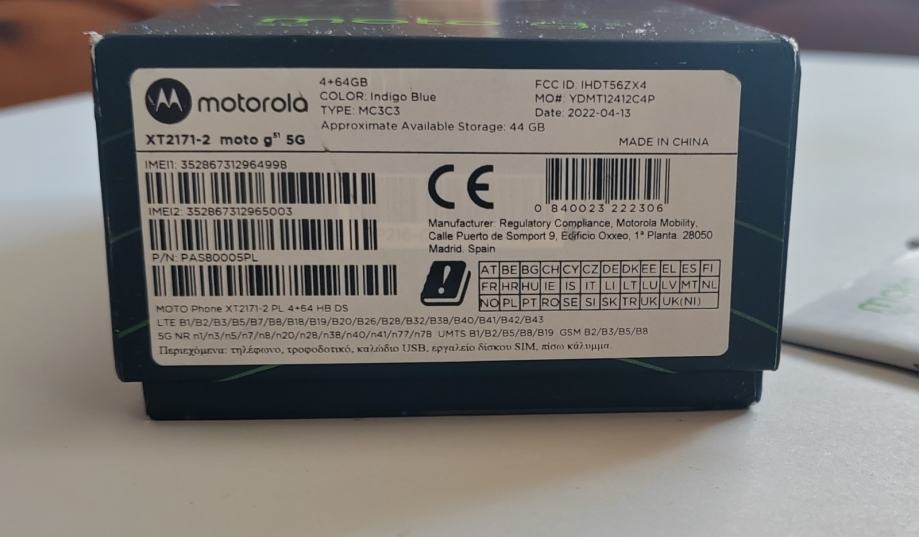 moto g
motorola
4+64GB
COLOR: Indigo Blue
TYPE: MC3C3
Approximate Available Storage: 44 GB
FCC ID: IHDT56ZX4
MO#: YDMT12412C4P
Date: 2022-04-13
XT2171-2 moto g⁵¹ 5G
MADE IN CHINA
IMEI1: 352867312964998
IMEI2: 352867312965003
P/N: PASB0005PL
CE
0 840023 222306
Manufacturer: Regulatory Compliance, Motorola Mobility,
Calle Puerto de Somport 9, Edificio Oxxeo, 1ª Planta. 28050
Madrid. Spain
AT BE BG CH CY CZ DE DK EE EL ES FI
FR HR HU IE IS IT LI LT LU LV MT NL
NO PL PT RO SE SI SK TR UK UK(NI)
MOTO Phone XT2171-2 PL 4+64 HB DS
LTE B1/B2/B3/B5/B7/B8/B18/B19/B20/B26/B28/B32/B38/B40/B41/B42/B43
5G NR n1/n3/n5/n7/n8/n20/n28/n38/n40/n41/n77/n78 UMTS B1/B2/B5/B8/B19 GSM B2/B3/B5/B8
Περιεχόμενα: τηλέφωνο, τροφοδοτικό, καλώδιο USB, εργαλείο δίσκου SIM, πίσω κάλυμμα.